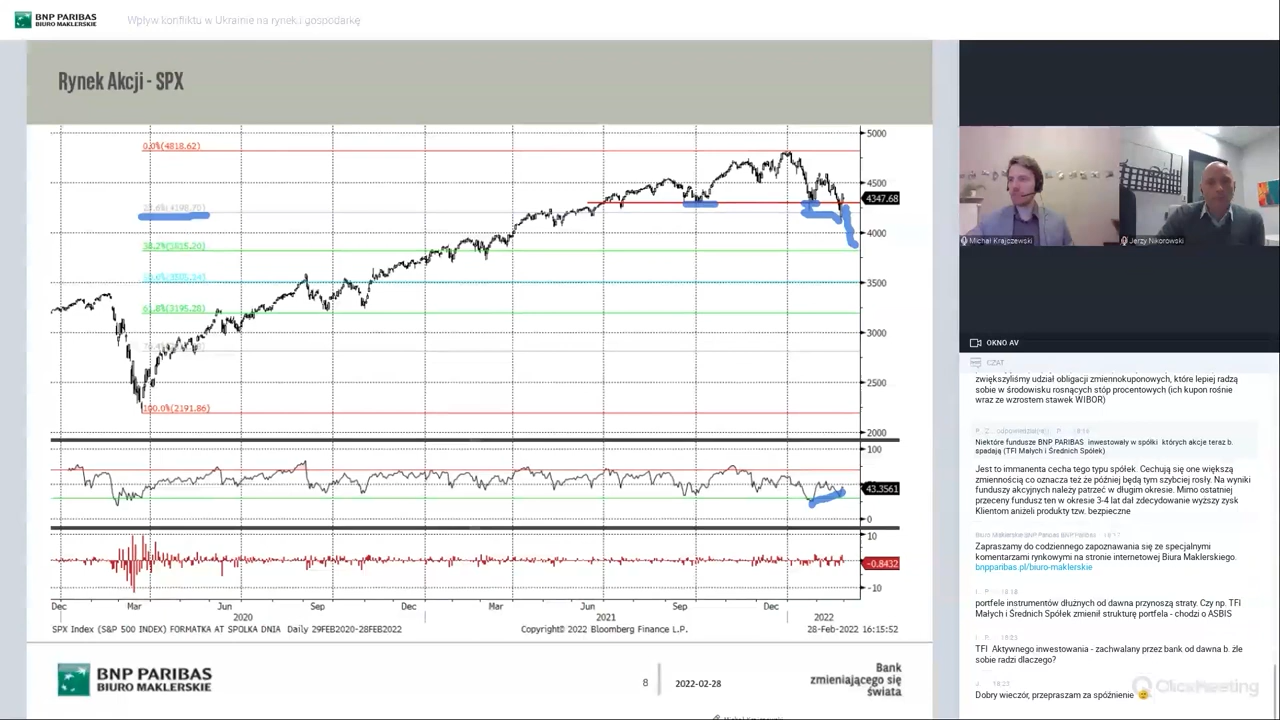 BNP PARIBAS
BIURO MAKLERSKIE
Wpływ konfliktu w Ukrainie na rynek i gospodarkę
Rynek Akcji - SPX
0.0%(4818.62)
23.6%(4198.70)
38.2%(3815.20)
61.8%(3195.28)
100.0%(2191.86)
5000
4500
4347.68
4000
3500
3000
2500
2000
100
43.3561
0
10
-0.8432
-10
Dec Mar Jun Sep Dec Mar Jun Sep Dec
2020 2021 2022
SPX Index (S&P 500 INDEX) FORMATKA AT SPOLKA DNIA Daily 29FEB2020-28FEB2022 Copyright© 2022 Bloomberg Finance L.P. 28-Feb-2022 16:15:52
BNP PARIBAS
BIURO MAKLERSKIE
8
2022-02-28
Bank
zmieniającego się
świata
Michał Krajczewski
Jerzy Nikorowski
OKNO AV
CZAT
zwiększyliśmy udział obligacji zmiennokuponowych, które lepiej radzą
sobie w środowisku rosnących stóp procentowych (ich kupon rośnie
wraz ze wzrostem stawek WIBOR)
Niektóre fundusze BNP PARIBAS inwestowały w spółki których akcje teraz b.
spadają (TFI Małych i Średnich Spółek)
Jest to immanenta cecha tego typu spółek. Cechują się one większą
zmiennością co oznacza też ze później będą tym szybciej rosły. Na wyniki
funduszy akcyjnych należy patrzeć w długim okresie. Mimo ostatniej
przeceny fundusz ten w okresie 3-4 lat dał zdecydowanie wyższy zysk
Klientom aniżeli produkty tzw. bezpieczne
Zapraszamy do codziennego zapoznawania się ze specjalnymi
komentarzami rynkowymi na stronie internetowej Biura Maklerskiego.
bnpparibas.pl/biuro-maklerskie
portfele instrumentów dłużnych od dawna przynoszą straty. Czy np. TFI
Małych i Średnich Spółek zmienił strukturę portfela - chodzi o ASBIS
TFI Aktywnego inwestowania - zachwalany przez bank od dawna b. źle
sobie radzi dlaczego?
Dobry wieczór, przepraszam za spóźnienie
ClickMeeting